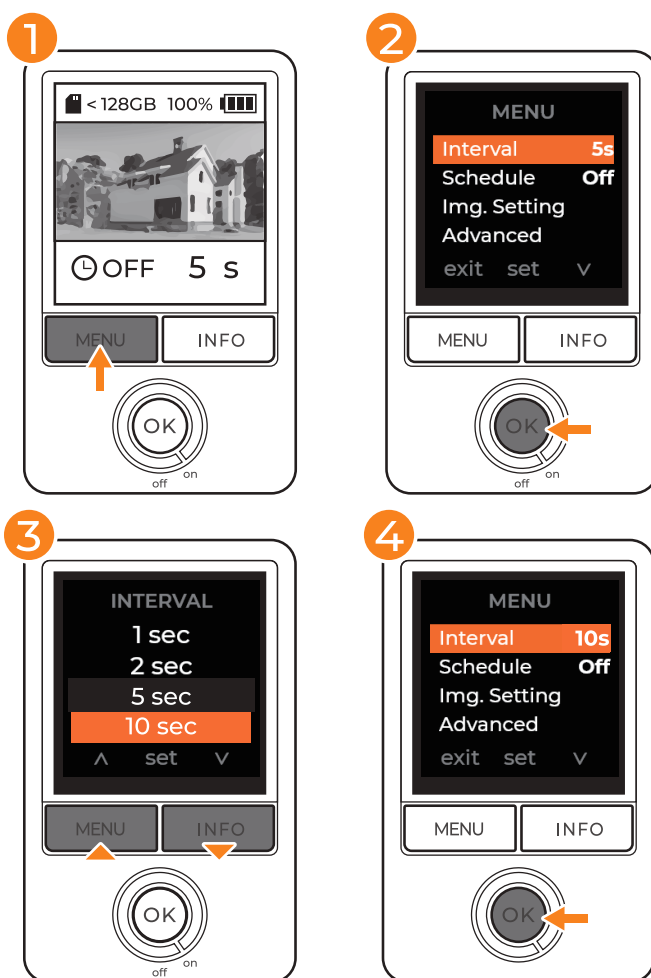 1
< 128GB 100%
OFF 5 s
MENU INFO
OK
off on
2
MENU
Interval 5s
Schedule Off
Img. Setting
Advanced
exit set ∨
MENU INFO
OK
off on
3
INTERVAL
1 sec
2 sec
5 sec
10 sec
∧ set ∨
MENU INFO
OK
off on
4
MENU
Interval 10s
Schedule Off
Img. Setting
Advanced
exit set ∨
MENU INFO
OK